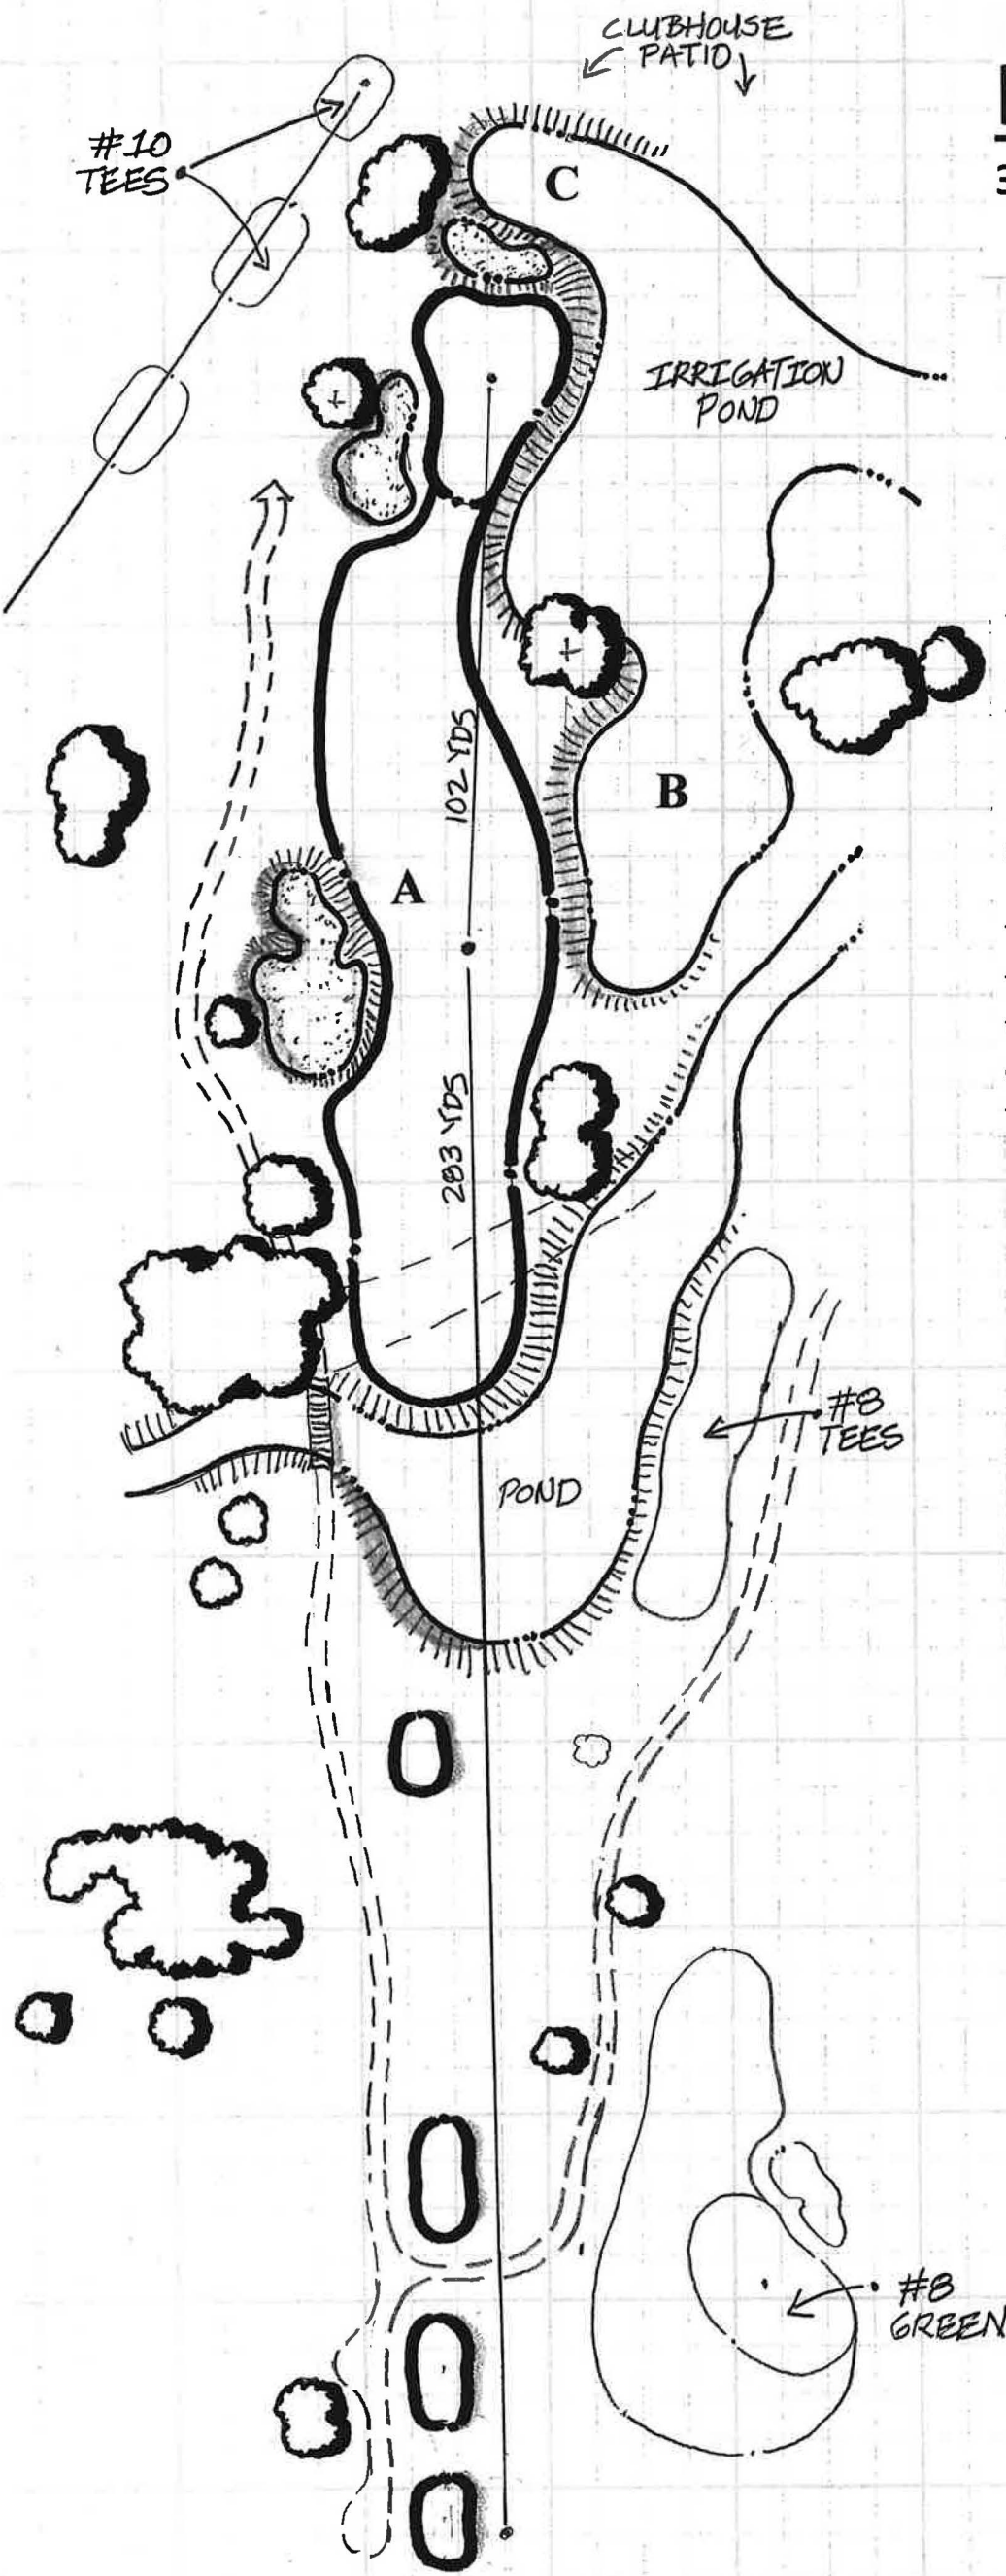 CLUBHOUSE
PATIO
#10
TEES
C
IRRIGATION
POND
102 YDS
B
A
283 YDS
#8
TEES
POND
#8
GREEN